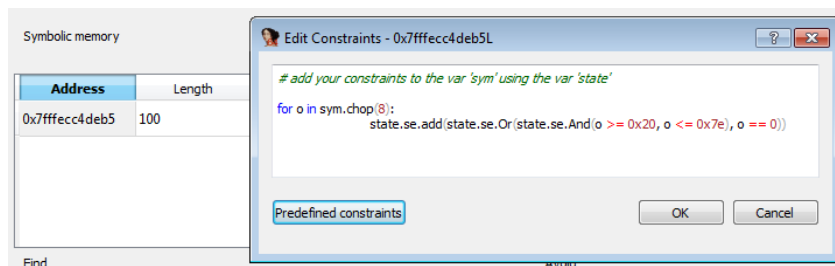 Symbolic memory
Edit Constraints - 0x7fffecc4deb5L
# add your constraints to the var 'sym' using the var 'state'
for o in sym.chop(8):
state.se.add(state.se.Or(state.se.And(o >= 0x20, o <= 0x7e), o == 0))
Address Length
0x7fffecc4deb5 100
Predefined constraints OK Cancel
Find Avoid